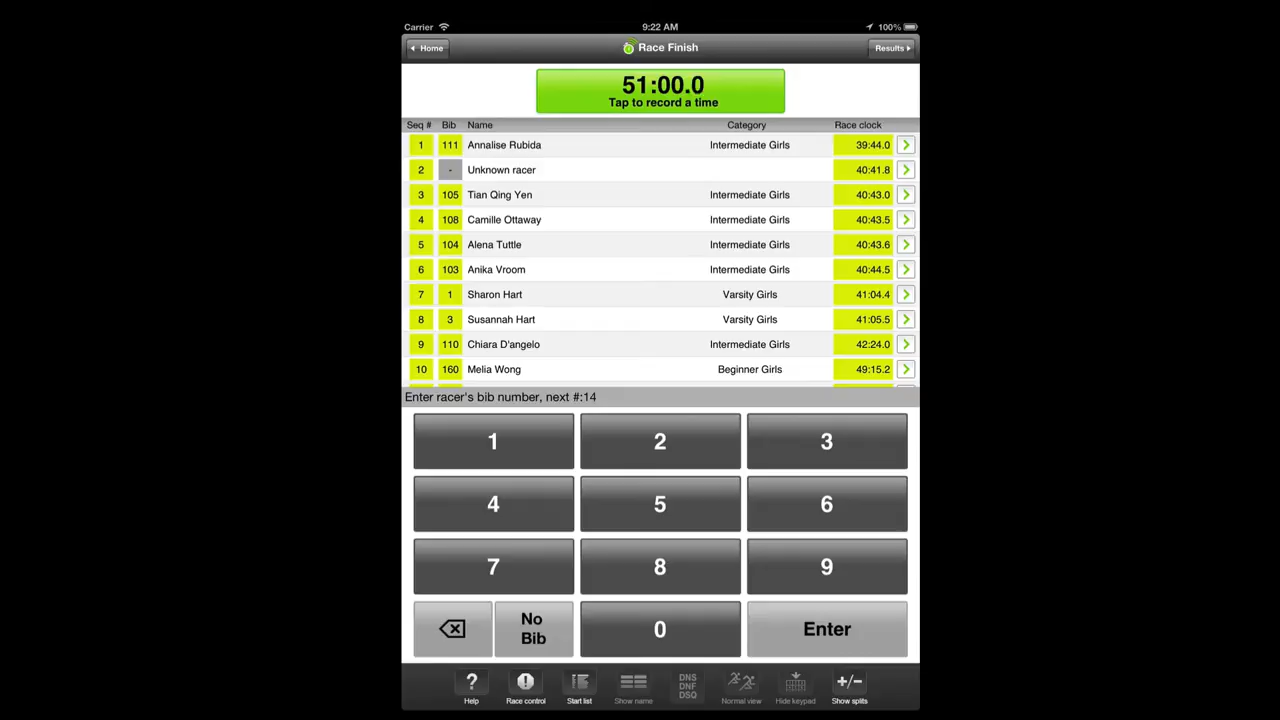 Carrier 9:22 AM 100%
Home Race Finish Results
51:00.0
Tap to record a time
Seq # Bib Name Category Race clock
1 111 Annalise Rubida Intermediate Girls 39:44.0
2 - Unknown racer 40:41.8
3 105 Tian Qing Yen Intermediate Girls 40:43.0
4 108 Camille Ottaway Intermediate Girls 40:43.5
5 104 Alena Tuttle Intermediate Girls 40:43.6
6 103 Anika Vroom Intermediate Girls 40:44.5
7 1 Sharon Hart Varsity Girls 41:04.4
8 3 Susannah Hart Varsity Girls 41:05.5
9 110 Chiara D'angelo Intermediate Girls 42:24.0
10 160 Melia Wong Beginner Girls 49:15.2
Enter racer's bib number, next #:14
1 2 3
4 5 6
7 8 9
No
Bib
0 Enter
?
!
DNS
DNF
DSQ
+/-
Help Race control Start list Show name Normal view Hide keypad Show splits